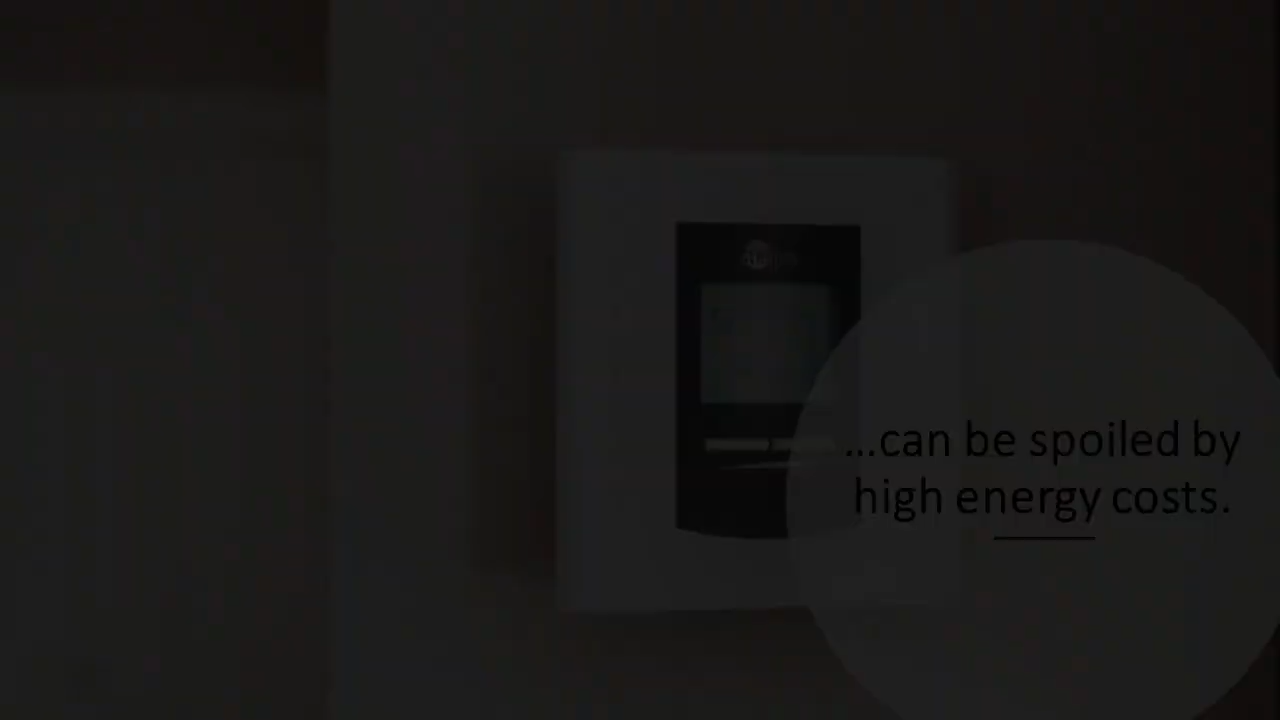 ...can be spoiled by
high energy costs.